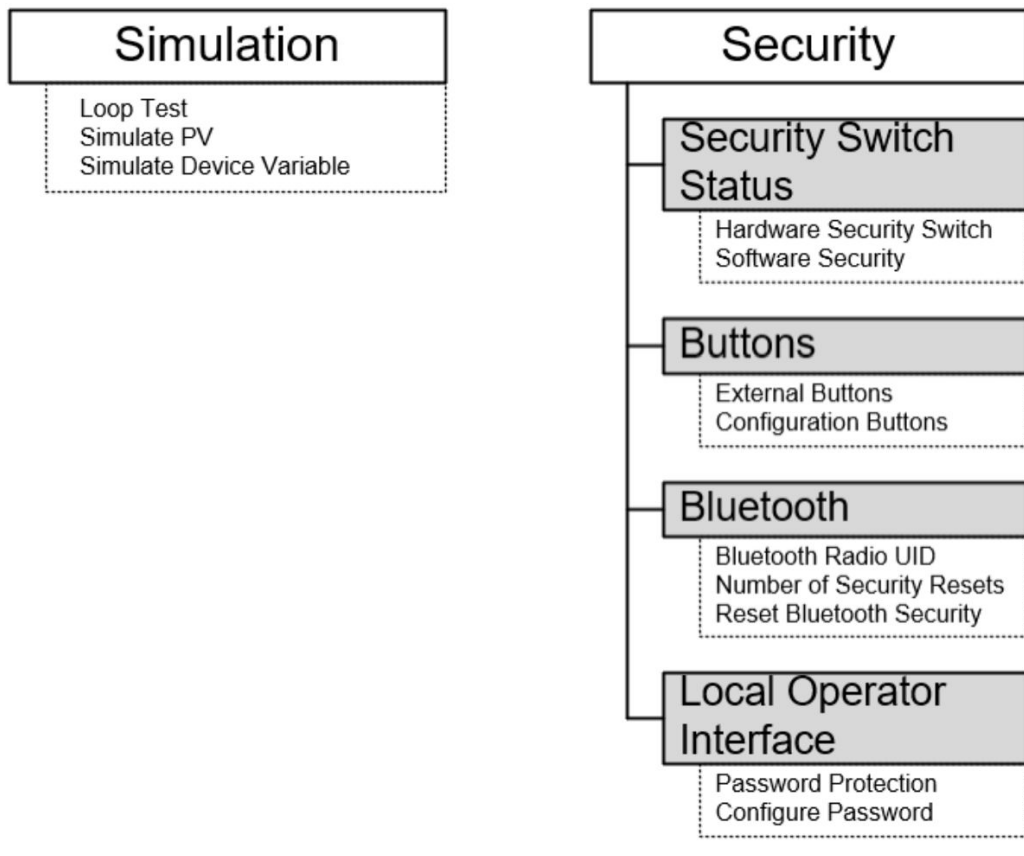 Simulation
Loop Test
Simulate PV
Simulate Device Variable
Security
Security Switch
Status
Hardware Security Switch
Software Security
Buttons
External Buttons
Configuration Buttons
Bluetooth
Bluetooth Radio UID
Number of Security Resets
Reset Bluetooth Security
Local Operator
Interface
Password Protection
Configure Password